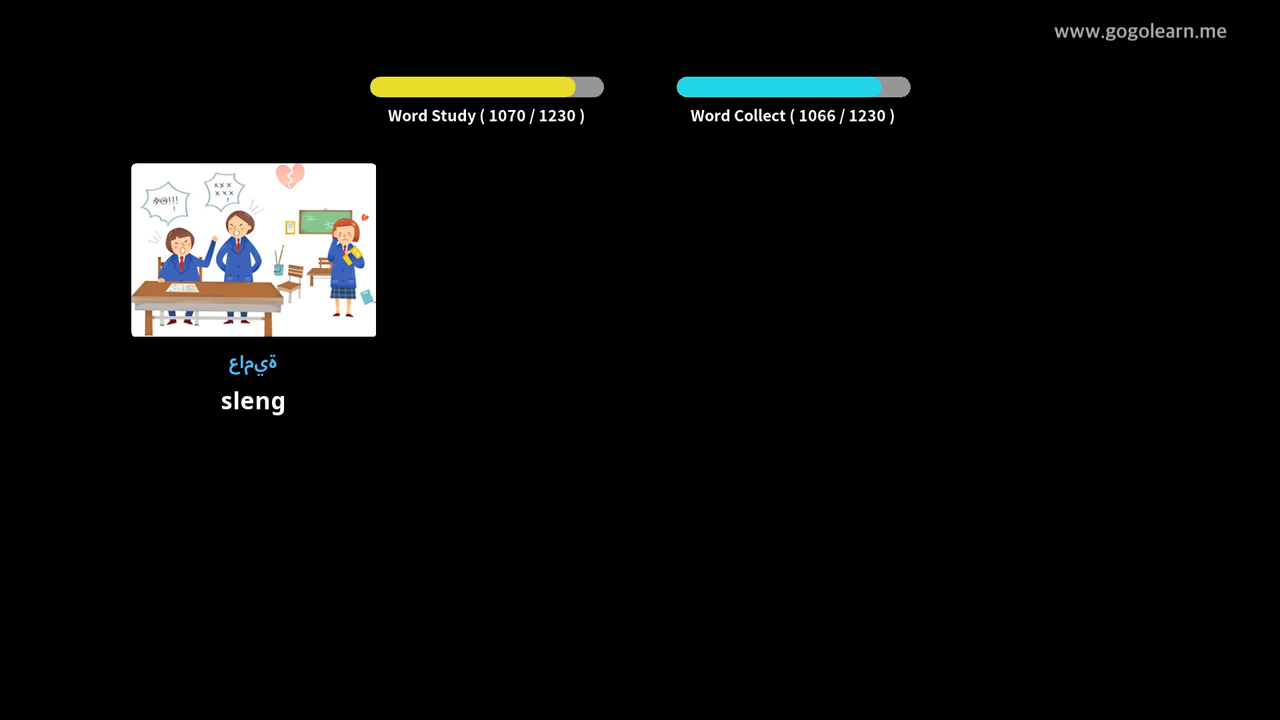 www.gogolearn.me
Word Study ( 1070 / 1230 )
Word Collect ( 1066 / 1230 )
#@!!!
x x x
x x x
!
عامية
sleng